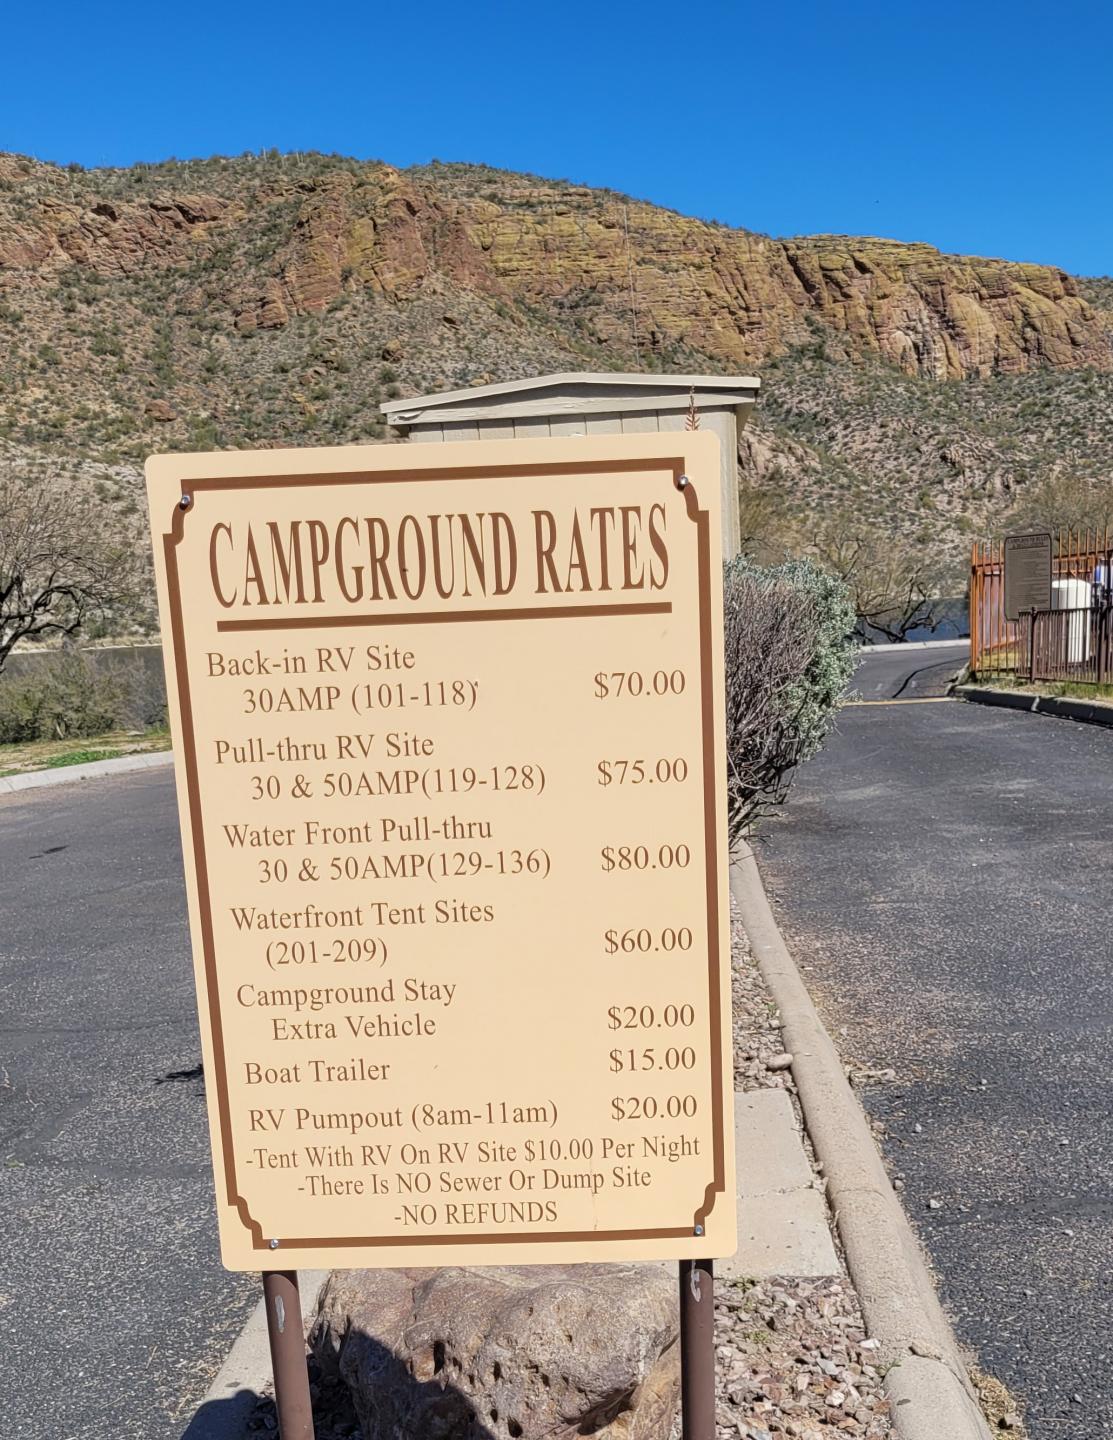 CAMPGROUND RATES
Back-in RV Site
30AMP (101-118) $70.00
Pull-thru RV Site
30 & 50AMP(119-128) $75.00
Water Front Pull-thru
30 & 50AMP(129-136) $80.00
Waterfront Tent Sites
(201-209) $60.00
Campground Stay
Extra Vehicle $20.00
Boat Trailer $15.00
RV Pumpout (8am-11am) $20.00
-Tent With RV On RV Site $10.00 Per Night
-There Is NO Sewer Or Dump Site
-NO REFUNDS
CAMPGROUND RULES